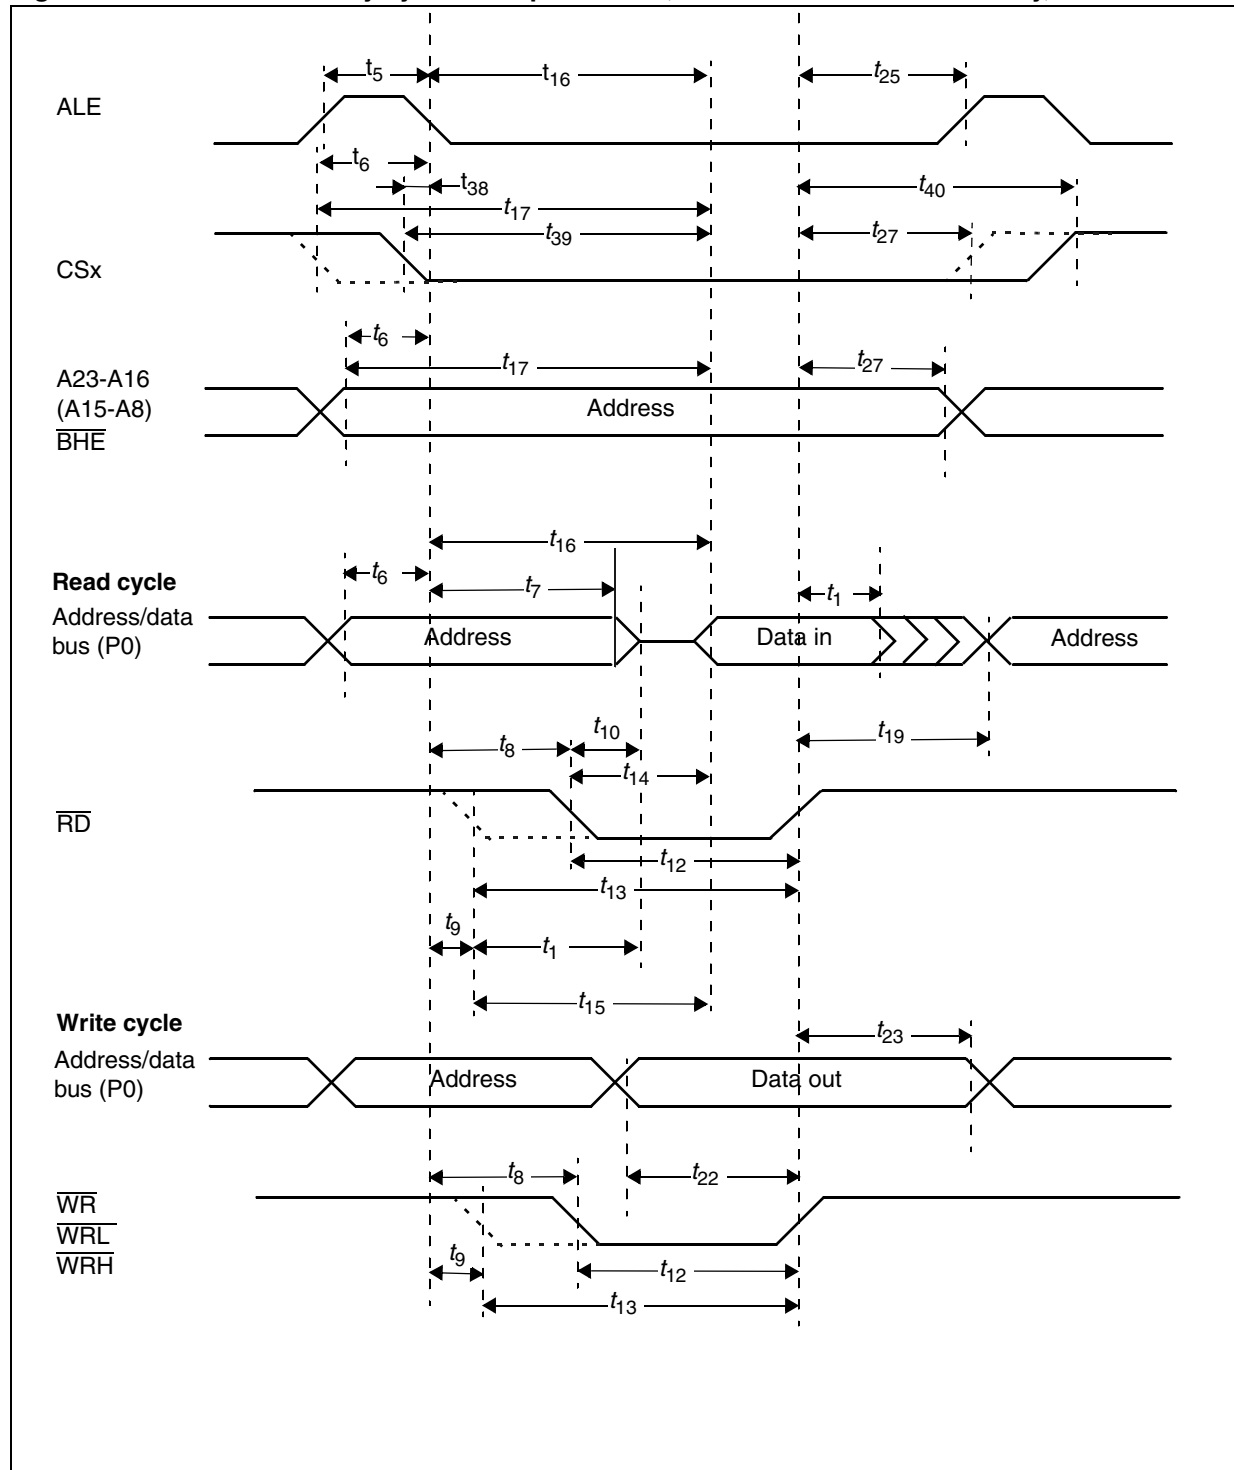 t5
t16
t25
ALE
t6
t38
t40
t17
t39
t27
CSx
t6
t17
t27
A23-A16
(A15-A8)
BHE
Address
t16
t6
t7
t1
Read cycle
Address/data
bus (P0)
Address
Data in
Address
t10
t8
t19
t14
RD
t12
t13
t9
t1
t15
Write cycle
t23
Address/data
bus (P0)
Address
Data out
t8
t22
WR
WRL
WRH
t9
t12
t13